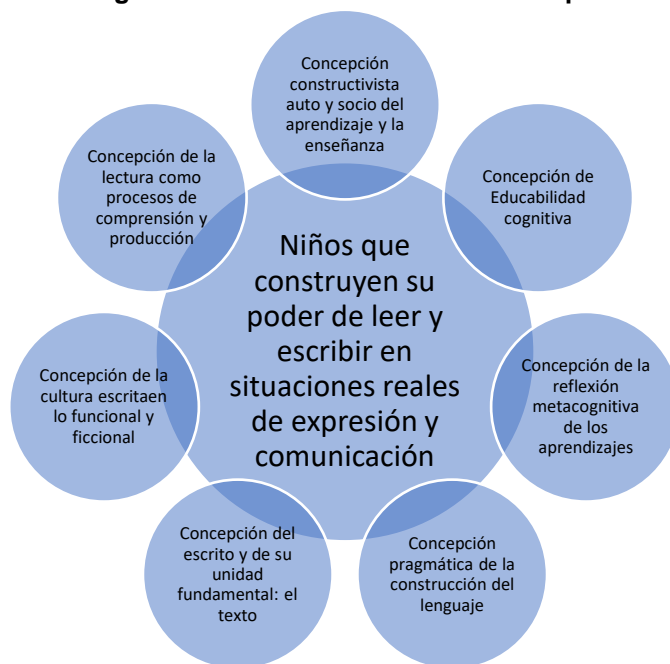 Concepción
constructivista
auto y socio del
aprendizaje y la
enseñanza
Concepción de
Educabilidad
cognitiva
Concepción de la
reflexión
metacognitiva
de los
aprendizajes
Concepción
pragmática de la
construcción del
lenguaje
Concepción del
escrito y de su
unidad
fundamental: el
texto
Concepción de la
cultura escritaen
lo funcional y
ficcional
Concepción de la
lectura como
procesos de
comprensión y
producción
Niños que
construyen su
poder de leer y
escribir en
situaciones reales
de expresión y
comunicación